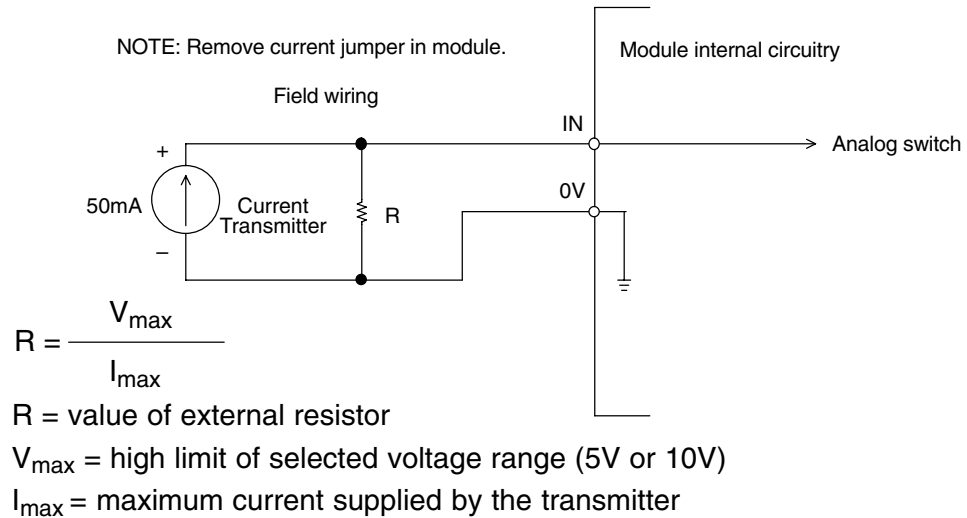 NOTE: Remove current jumper in module.
Module internal circuitry
Field wiring
IN
Analog switch
+
0V
50mA
Current
Transmitter
R
–
R = Vmax / Imax
R = value of external resistor
Vmax = high limit of selected voltage range (5V or 10V)
Imax = maximum current supplied by the transmitter